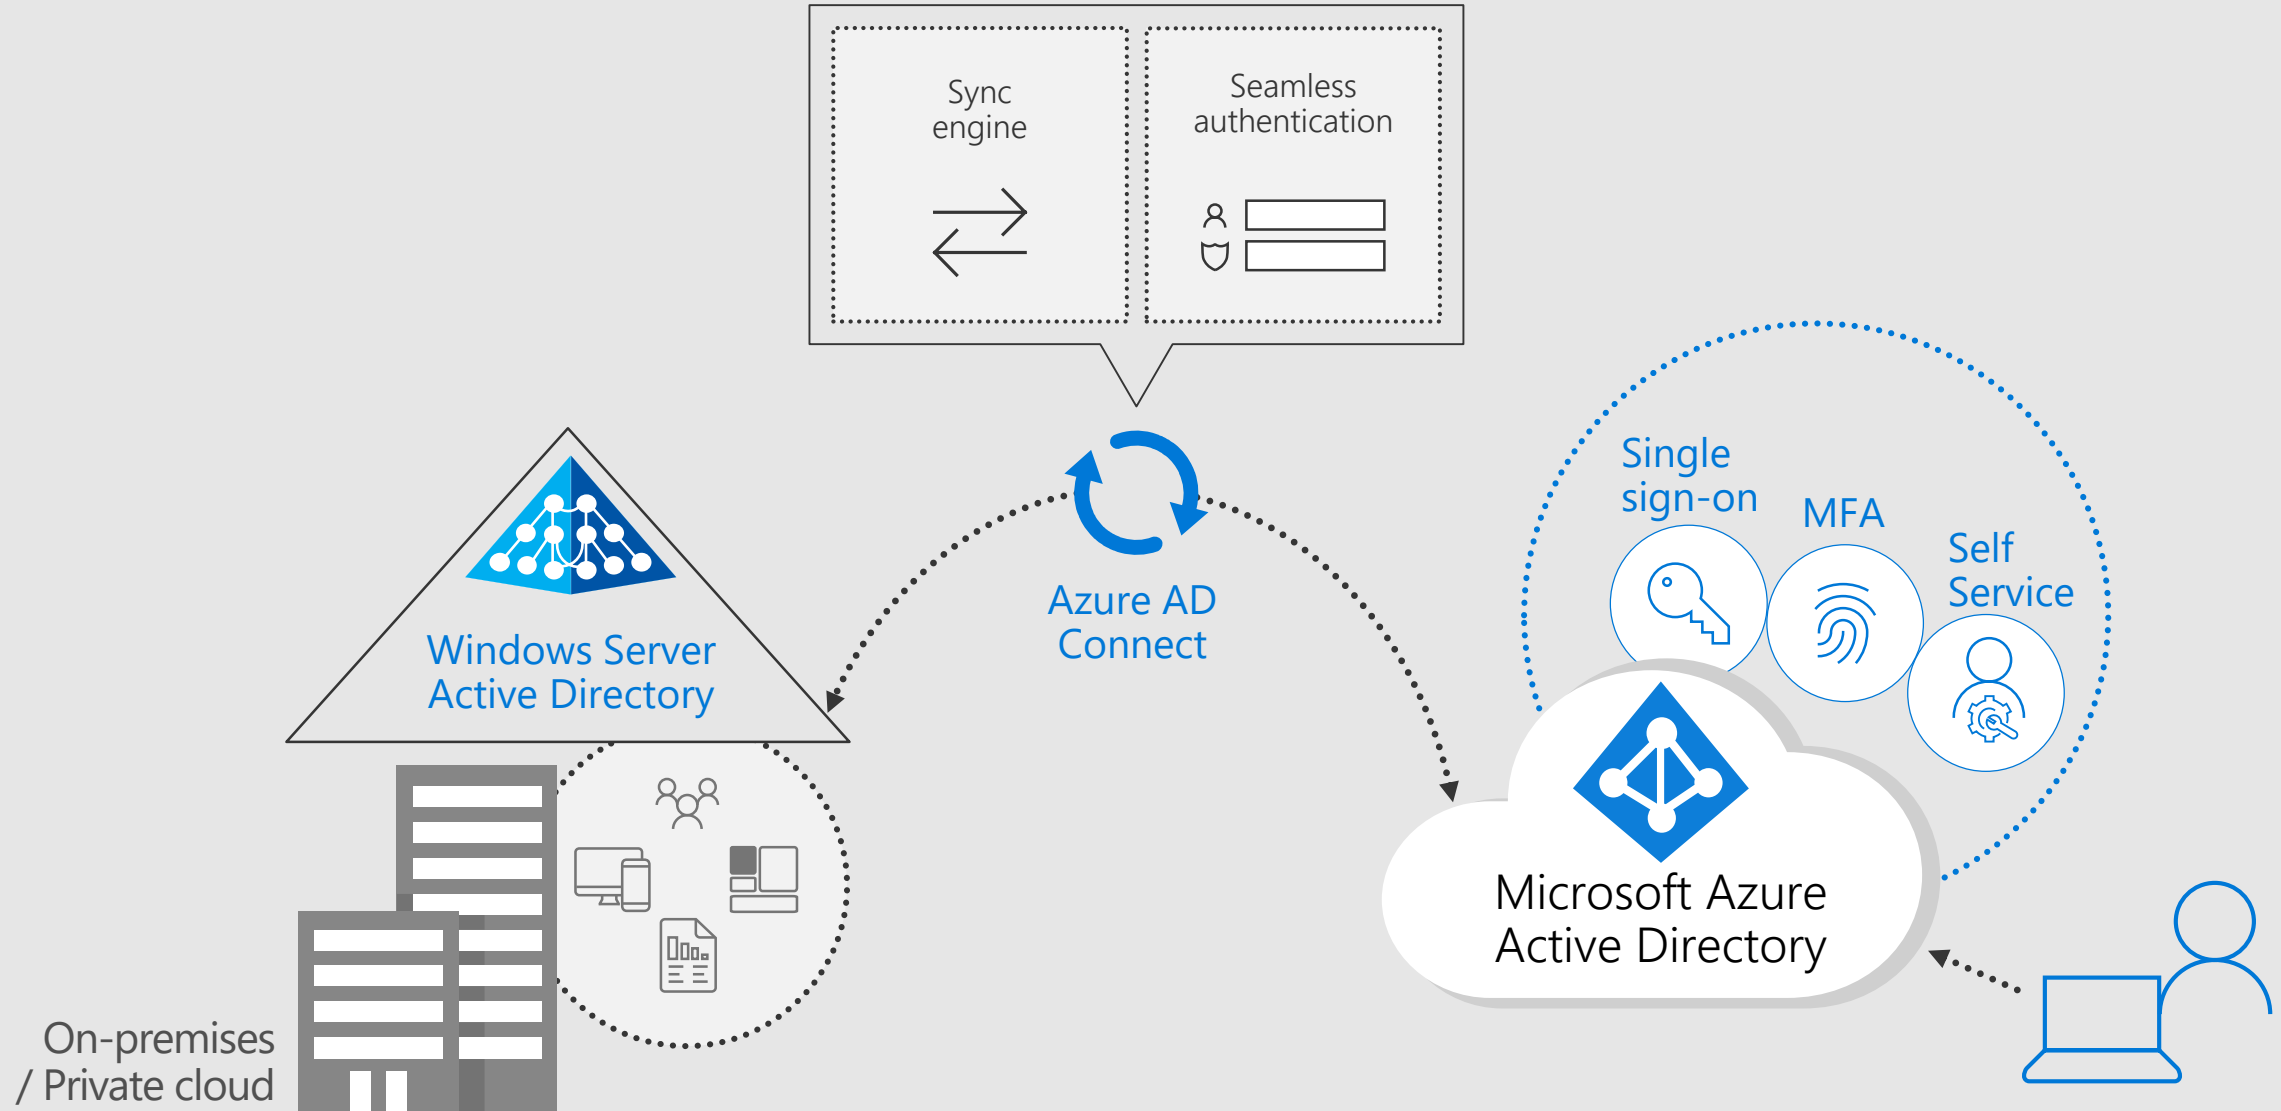 Sync
engine
Seamless
authentication
Single
sign-on
MFA
Self
Service
Azure AD
Connect
Windows Server
Active Directory
Microsoft Azure
Active Directory
On-premises
/ Private cloud